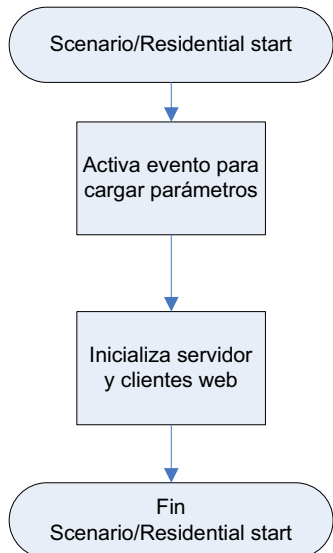 Scenario/Residential start
Activa evento para
cargar parámetros
Inicializa servidor
y clientes web
Fin
Scenario/Residential start